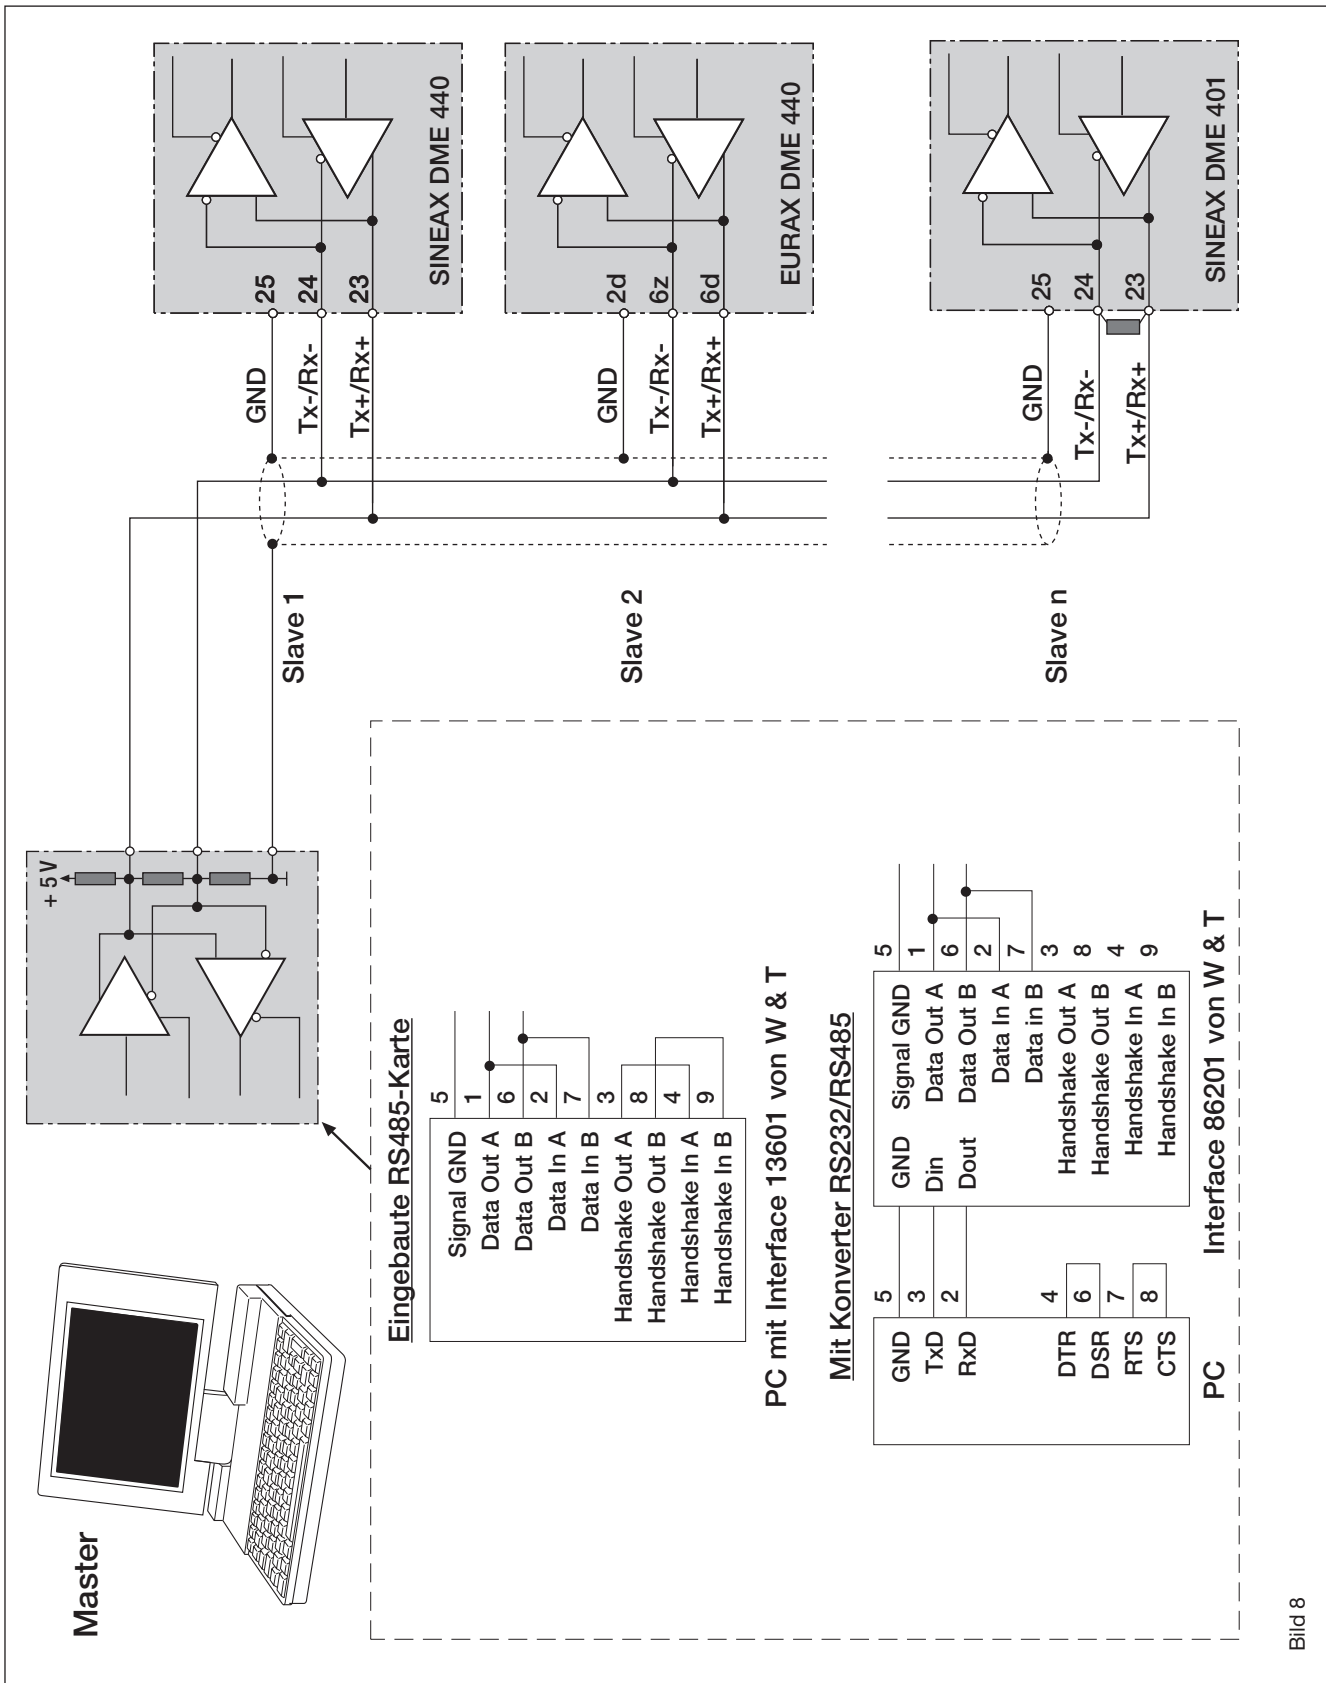 Master
+ 5 V
Slave 1
GND
Tx-/Rx-
Tx+/Rx+
25
24
23
SINEAX DME 440
Slave 2
GND
Tx-/Rx-
Tx+/Rx+
2d
6z
6d
EURAX DME 440
Slave n
GND
Tx-/Rx-
Tx+/Rx+
25
24
23
SINEAX DME 401
Eingebaute RS485-Karte
Signal GND 5
Data Out A 1
Data Out B 6
Data In A 2
Data In B 7
Handshake Out A 3
Handshake Out B 8
Handshake In A 4
Handshake In B 9
PC mit Interface 13601 von W & T
Mit Konverter RS232/RS485
GND 5
TxD 3
RxD 2
DTR 4
DSR 6
RTS 7
CTS 8
PC
GND Signal GND 5
Din Data Out A 1
Dout Data Out B 6
Data In A 2
Data in B 7
Handshake Out A 3
Handshake Out B 8
Handshake In A 4
Handshake In B 9
Interface 86201 von W & T
Bild 8